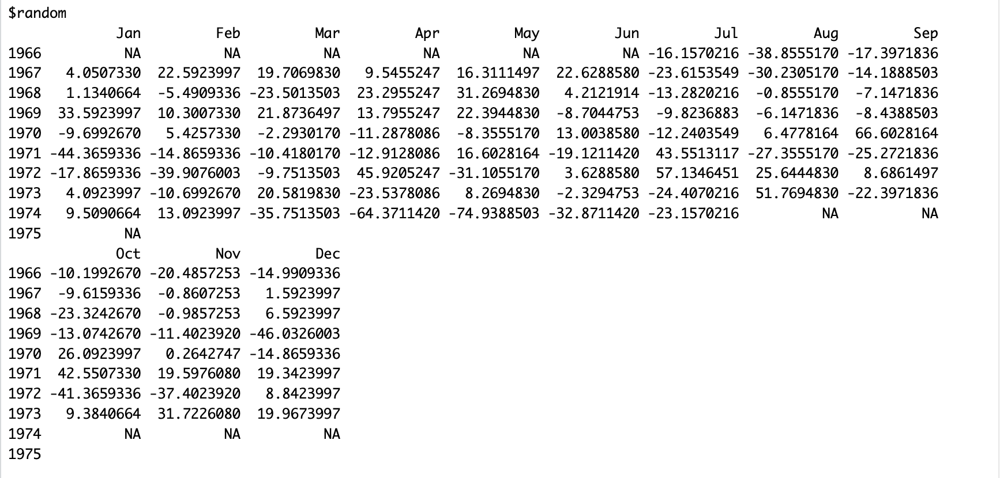 $random
             Jan         Feb         Mar         Apr         May         Jun         Jul         Aug         Sep
1966          NA          NA          NA          NA          NA          NA -16.1570216 -38.8555170 -17.3971836
1967   4.0507330  22.5923997  19.7069830   9.5455247  16.3111497  22.6288580 -23.6153549 -30.2305170 -14.1888503
1968   1.1340664  -5.4909336 -23.5013503  23.2955247  31.2694830   4.2121914 -13.2820216  -0.8555170  -7.1471836
1969  33.5923997  10.3007330  21.8736497  13.7955247  22.3944830  -8.7044753  -9.8236883  -6.1471836  -8.4388503
1970  -9.6992670   5.4257330  -2.2930170 -11.2878086  -8.3555170  13.0038580 -12.2403549   6.4778164  66.6028164
1971 -44.3659336 -14.8659336 -10.4180170 -12.9128086  16.6028164 -19.1211420  43.5513117 -27.3555170 -25.2721836
1972 -17.8659336 -39.9076003  -9.7513503  45.9205247 -31.1055170   3.6288580  57.1346451  25.6444830   8.6861497
1973   4.0923997 -10.6992670  20.5819830 -23.5378086   8.2694830  -2.3294753 -24.4070216  51.7694830 -22.3971836
1974   9.5090664  13.0923997 -35.7513503 -64.3711420 -74.9388503 -32.8711420 -23.1570216          NA          NA
1975          NA
             Oct         Nov         Dec
1966 -10.1992670 -20.4857253 -14.9909336
1967  -9.6159336  -0.8607253   1.5923997
1968 -23.3242670  -0.9857253   6.5923997
1969 -13.0742670 -11.4023920 -46.0326003
1970  26.0923997   0.2642747 -14.8659336
1971  42.5507330  19.5976080  19.3423997
1972 -41.3659336 -37.4023920   8.8423997
1973   9.3840664  31.7226080  19.9673997
1974          NA          NA          NA
1975